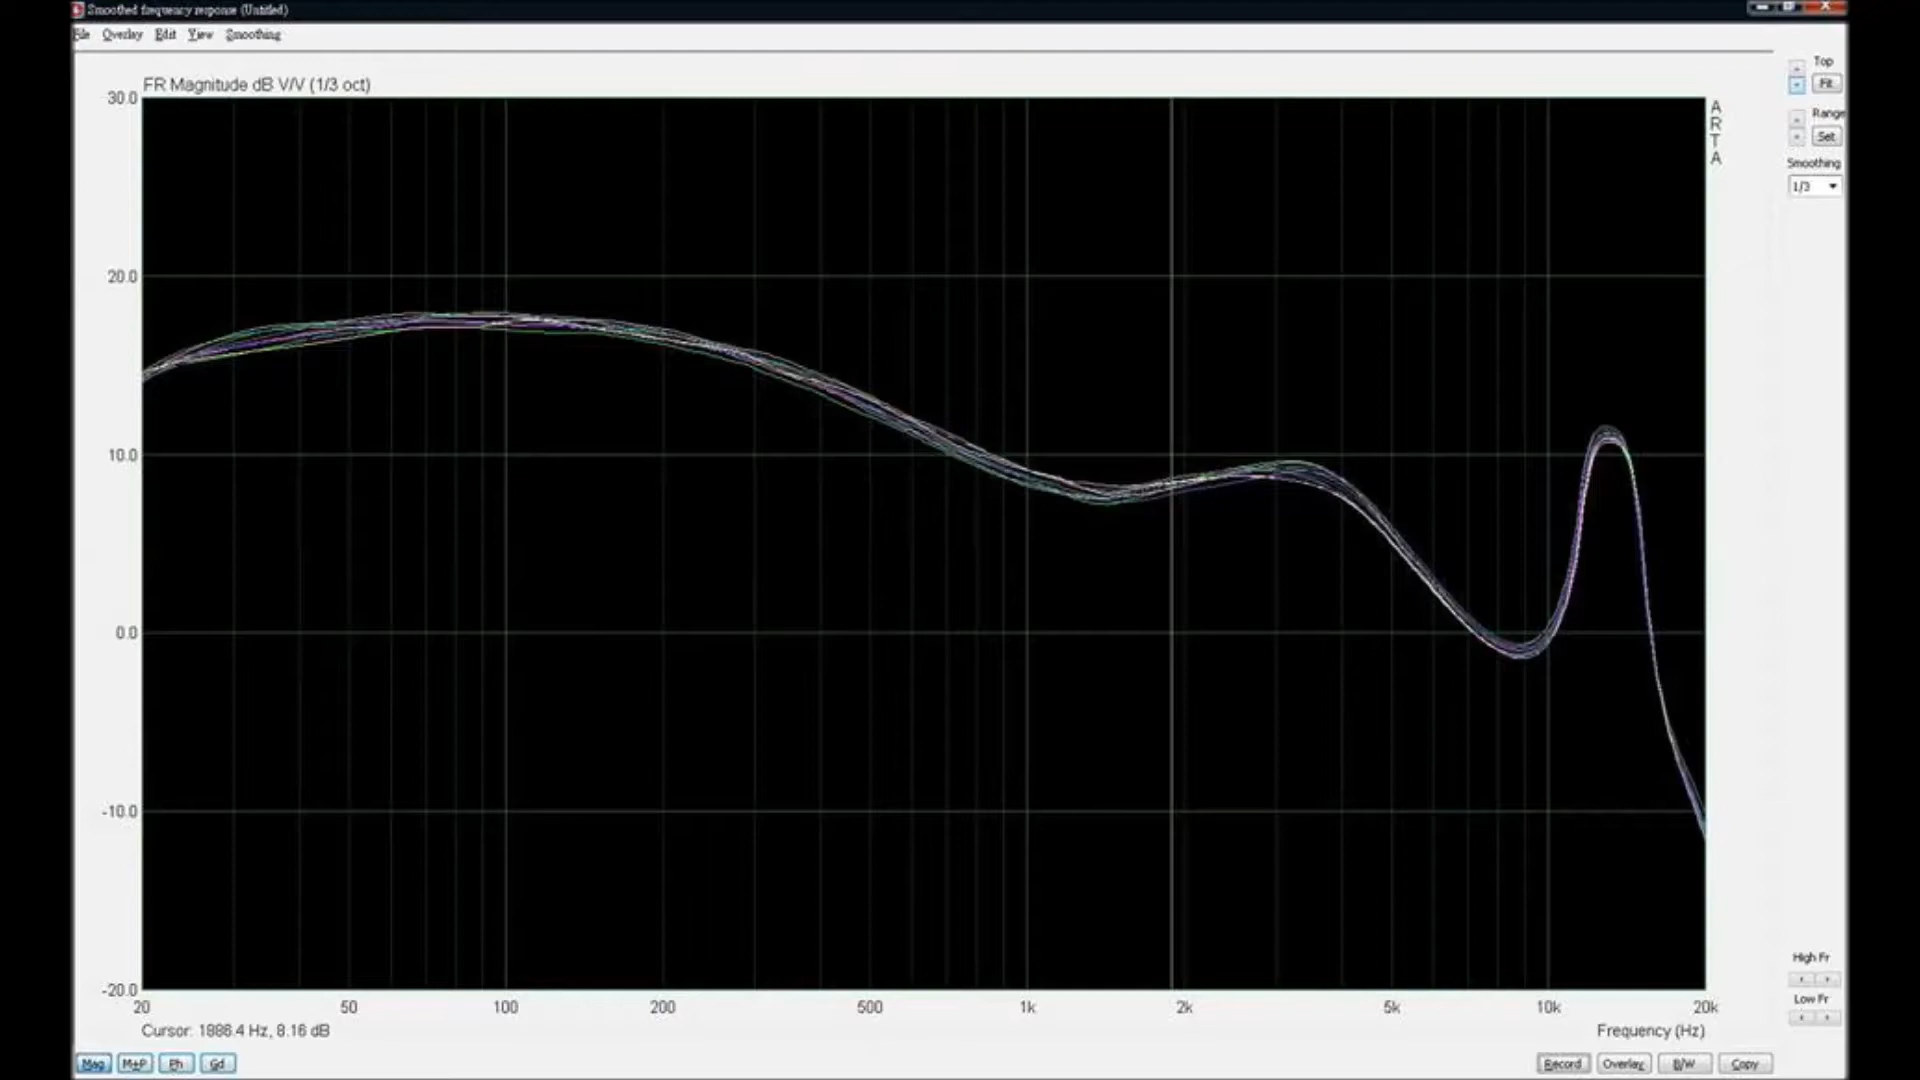 Smoothed frequency response (Untitled)
File Overlay Edit View Smoothing
FR Magnitude dB V/V (1/3 oct)
Top
Fit
Range
Set
Smoothing
1/3
A
R
T
A
30.0
20.0
10.0
0.0
-10.0
-20.0
20 50 100 200 500 1k 2k 5k 10k 20k
Cursor: 1886.4 Hz, 8.16 dB
Frequency (Hz)
High Fr
Low Fr
Mag M+P Ph Gd
Record Overlay B/W Copy